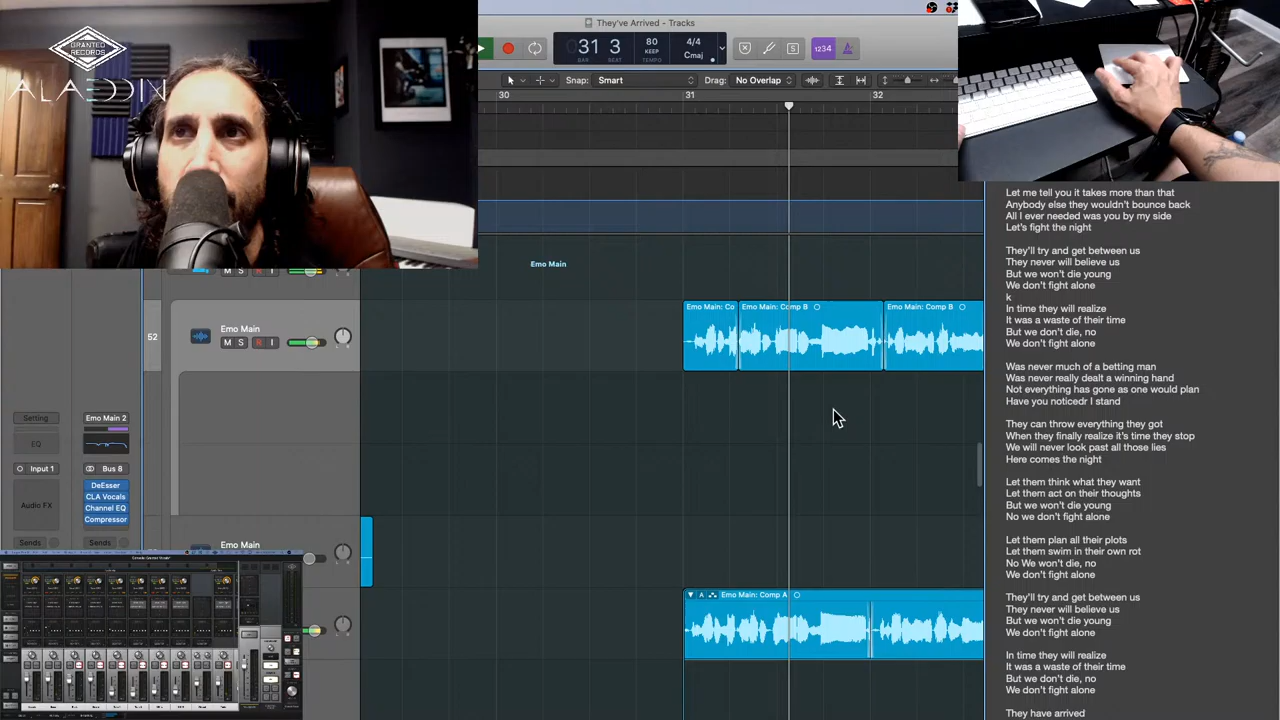 They've Arrived - Tracks
GRANTED
RECORDS
ALAEDDIN
31 3
BAR BEAT
80
KEEP
TEMPO
4/4
Cmaj
S
1234
Snap: Smart
Drag: No Overlap
30
31
32
Emo Main
M S R I
52
Emo Main
M S R I
Emo Main: Co
Emo Main: Comp B
Emo Main: Comp B
Setting
Emo Main 2
EQ
Input 1
Bus 8
Audio FX
DeEsser
CLA Vocals
Channel EQ
Compressor
Sends
Sends
Emo Main
A Emo Main: Comp A
Let me tell you it takes more than that
Anybody else they wouldn't bounce back
All I ever needed was you by my side
Let's fight the night
They'll try and get between us
They never will believe us
But we won't die young
We don't fight alone
k
In time they will realize
It was a waste of their time
But we don't die, no
We don't fight alone
Was never much of a betting man
Was never really dealt a winning hand
Not everything has gone as one would plan
Have you noticedr I stand
They can throw everything they got
When they finally realize it's time they stop
We will never look past all those lies
Here comes the night
Let them think what they want
Let them act on their thoughts
But we won't die young
No we don't fight alone
Let them plan all their plots
Let them swim in their own rot
No We won't die, no
We don't fight alone
They'll try and get between us
They never will believe us
But we won't die young
We don't fight alone
In time they will realize
It was a waste of their time
But we don't die, no
We don't fight alone
They have arrived